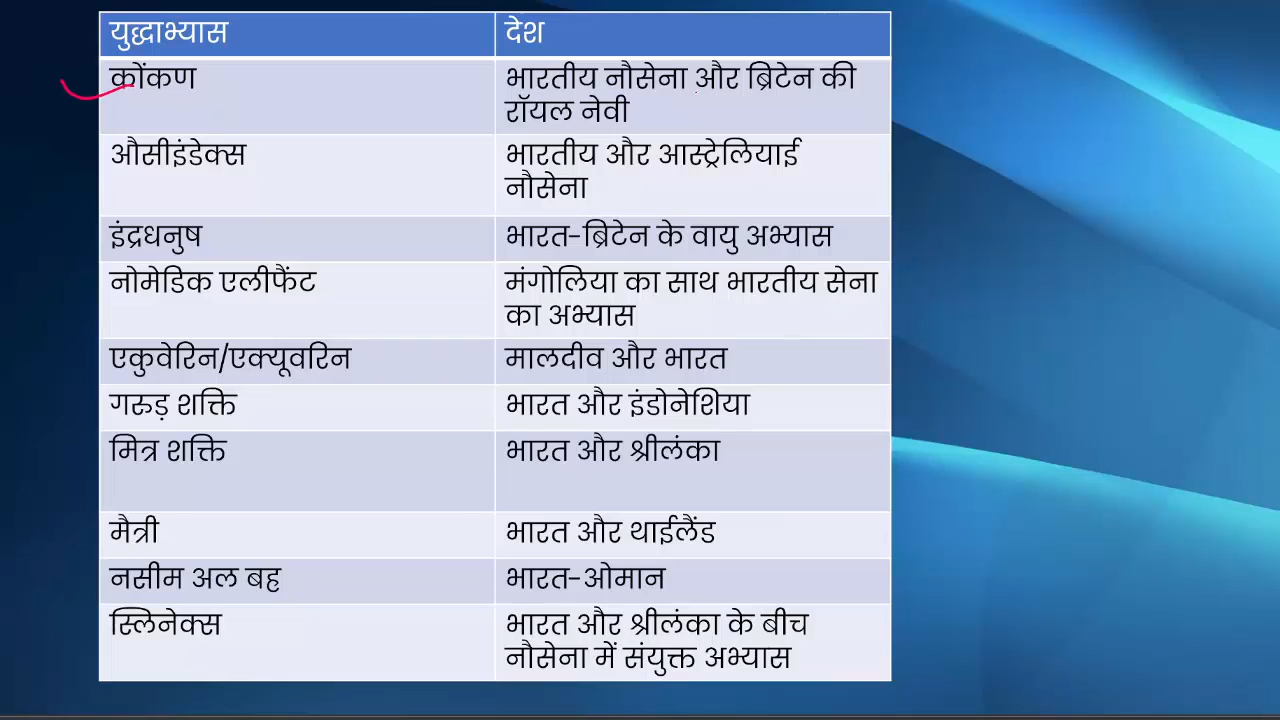 युद्धाभ्यास देश
कोंकण भारतीय नौसेना और ब्रिटेन की
रॉयल नेवी
औसीइंडेक्स भारतीय और आस्ट्रेलियाई
नौसेना
इंद्रधनुष भारत-ब्रिटेन के वायु अभ्यास
नोमेडिक एलीफैंट मंगोलिया का साथ भारतीय सेना
का अभ्यास
एकुवेरिन/एक्यूवरिन मालदीव और भारत
गरुड़ शक्ति भारत और इंडोनेशिया
मित्र शक्ति भारत और श्रीलंका
मैत्री भारत और थाईलैंड
नसीम अल बह्र भारत-ओमान
स्लिनेक्स भारत और श्रीलंका के बीच
नौसेना में संयुक्त अभ्यास